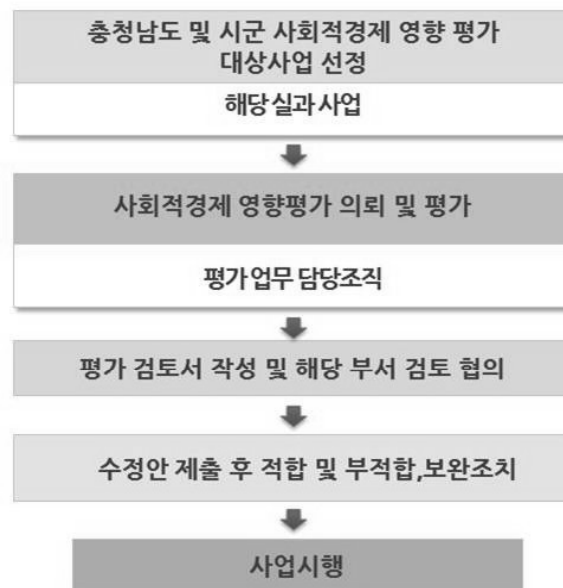 충청남도 및 시군 사회적경제 영향 평가
대상사업 선정
해당실과사업
사회적경제 영향평가 의뢰 및 평가
평가업무 담당조직
평가 검토서 작성 및 해당 부서 검토 협의
수정안 제출 후 적합 및 부적합,보완조치
사업시행